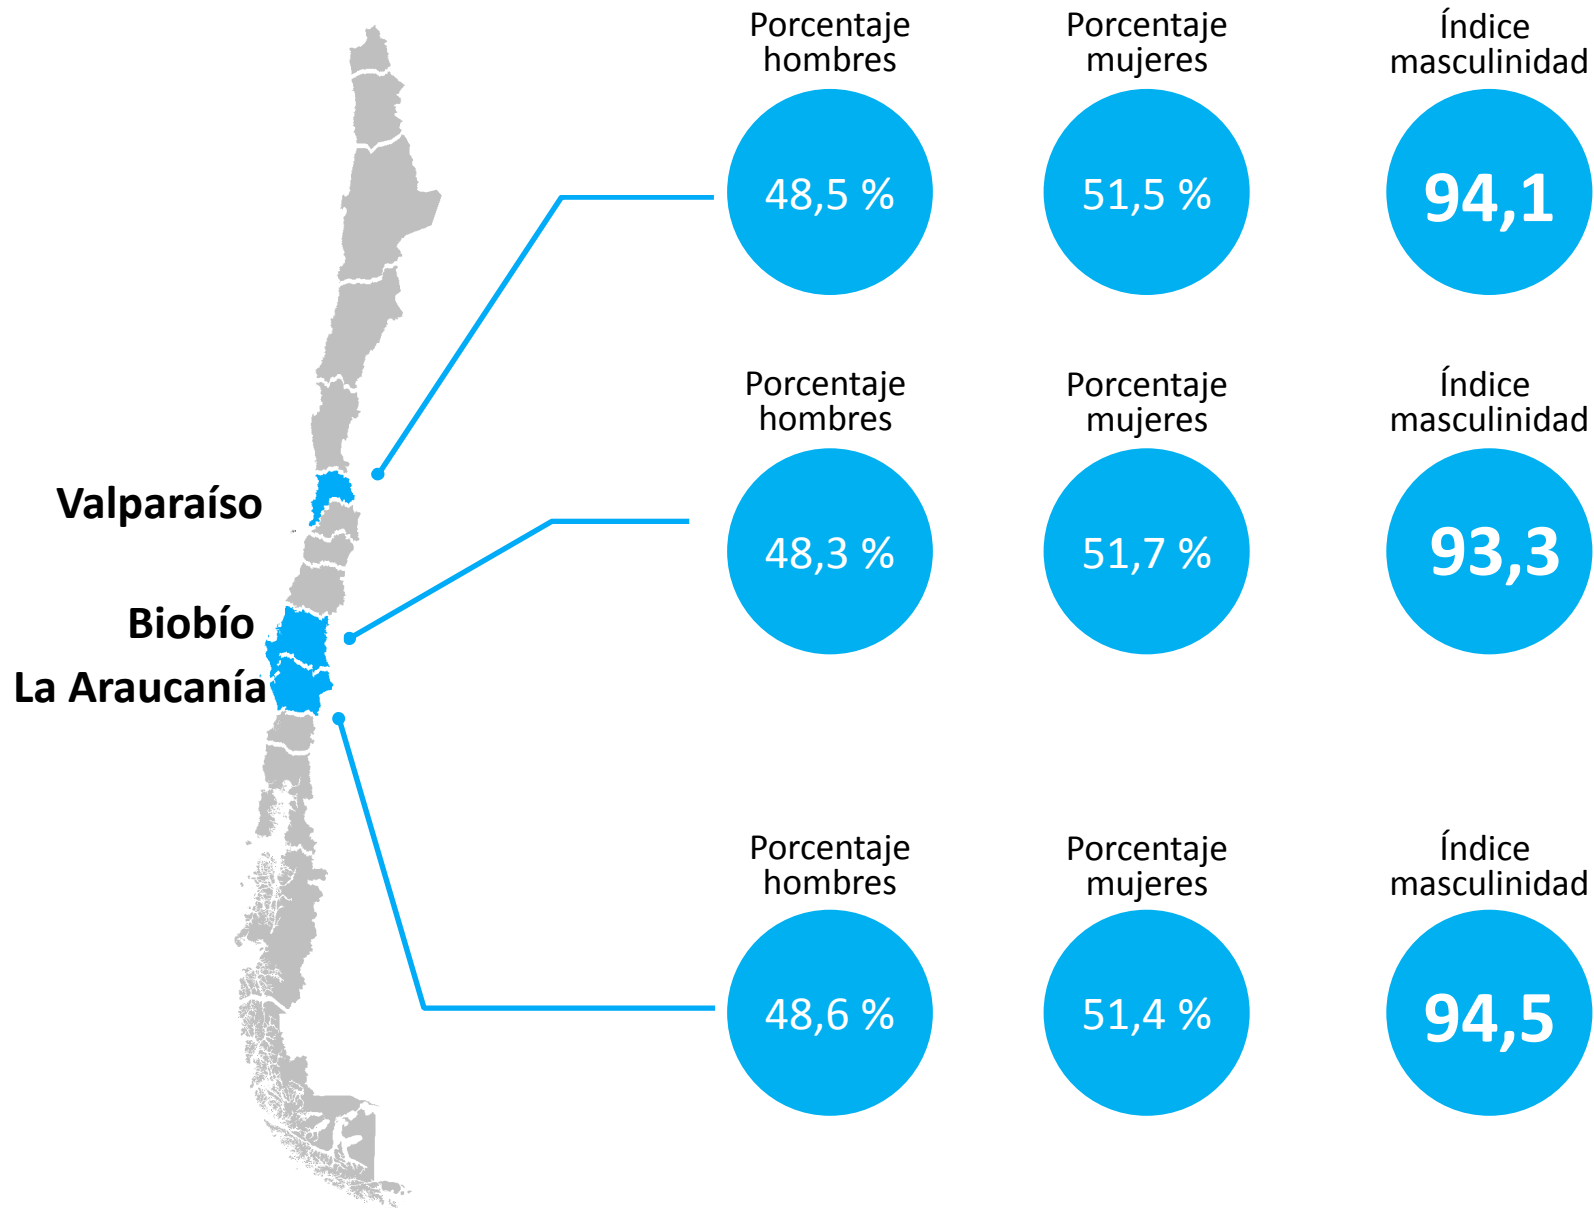 Porcentaje
hombres
Porcentaje
mujeres
Índice
masculinidad
48,5 %
51,5 %
94,1
Valparaíso
Porcentaje
hombres
Porcentaje
mujeres
Índice
masculinidad
48,3 %
51,7 %
93,3
Biobío
La Araucanía
Porcentaje
hombres
Porcentaje
mujeres
Índice
masculinidad
48,6 %
51,4 %
94,5